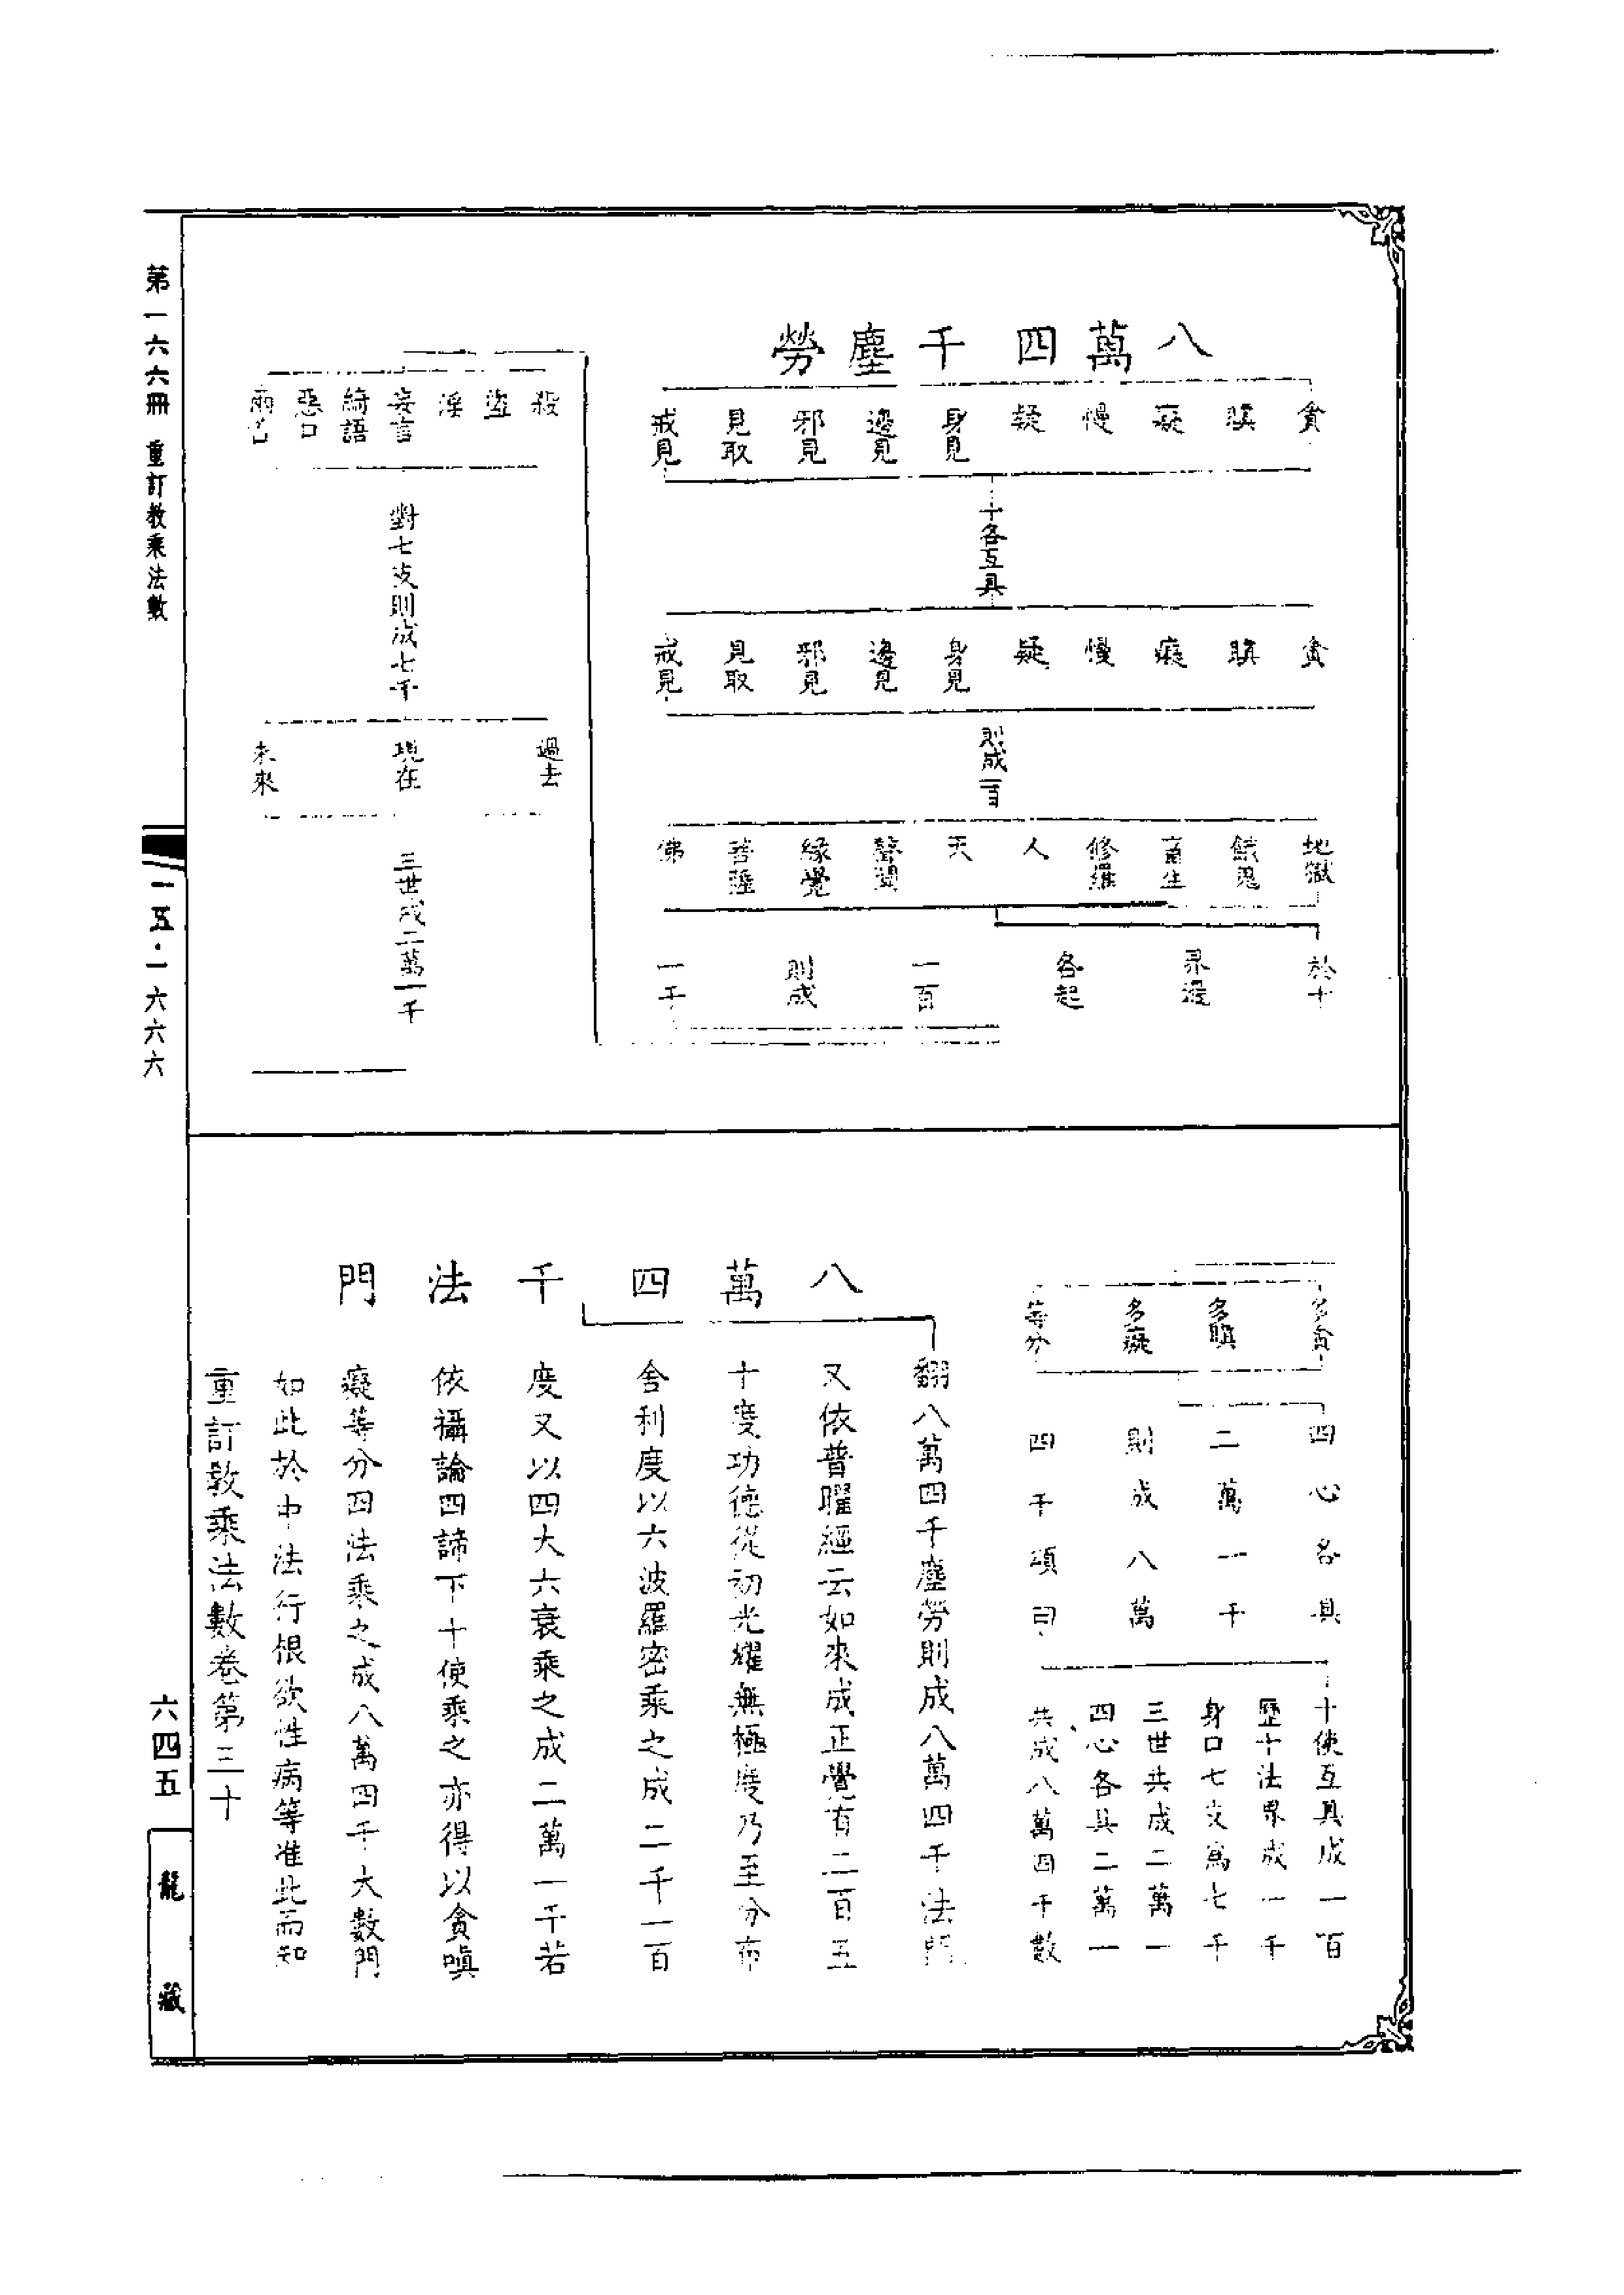 八萬四千塵勞
貪 瞋 癡 慢 疑 身見 邊見 邪見 見取 戒見
十各互具
貪 瞋 癡 慢 疑 身見 邊見 邪見 見取 戒見
則成一百
地獄 餓鬼 畜生 修羅 人 天 聲聞 緣覺 菩薩 佛
於十界邊各起一百則成一千
殺 盜 淫 妄言 綺語 惡口 兩舌
對七支則成七千
過去 現在 未來
三世成二萬一千
多貪 多瞋 多癡 等分
四心各具
二萬一千
則成八萬
四千頌曰
十使互具成一百
歷十法界成一千
身口七支為七千
三世共成二萬一
四心各具二萬一
共成八萬四千數
八萬四千法門
翻八萬四千塵勞則成八萬四千法門
又依普曜經云如來成正覺有二百五
十度功德從初光耀無極度乃至分布
舍利度以六波羅密乘之成二千一百
度又以四大六衰乘之成二萬一千若
依攝論四諦下十使乘之亦得以貪嗔
癡等分四法乘之成八萬四千大數門
如此於中法行根欲性病等准此而知
重訂教乘法數卷第三十
第一六六冊 重訂教乘法數
一五·一六六六
六四五
龍藏